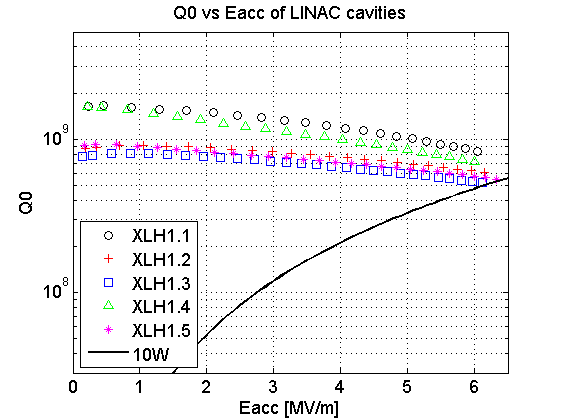 Q0 vs Eacc of LINAC cavities
10^9
Q0
10^8
XLH1.1
XLH1.2
XLH1.3
XLH1.4
XLH1.5
10W
0 1 2 3 4 5 6
Eacc [MV/m]